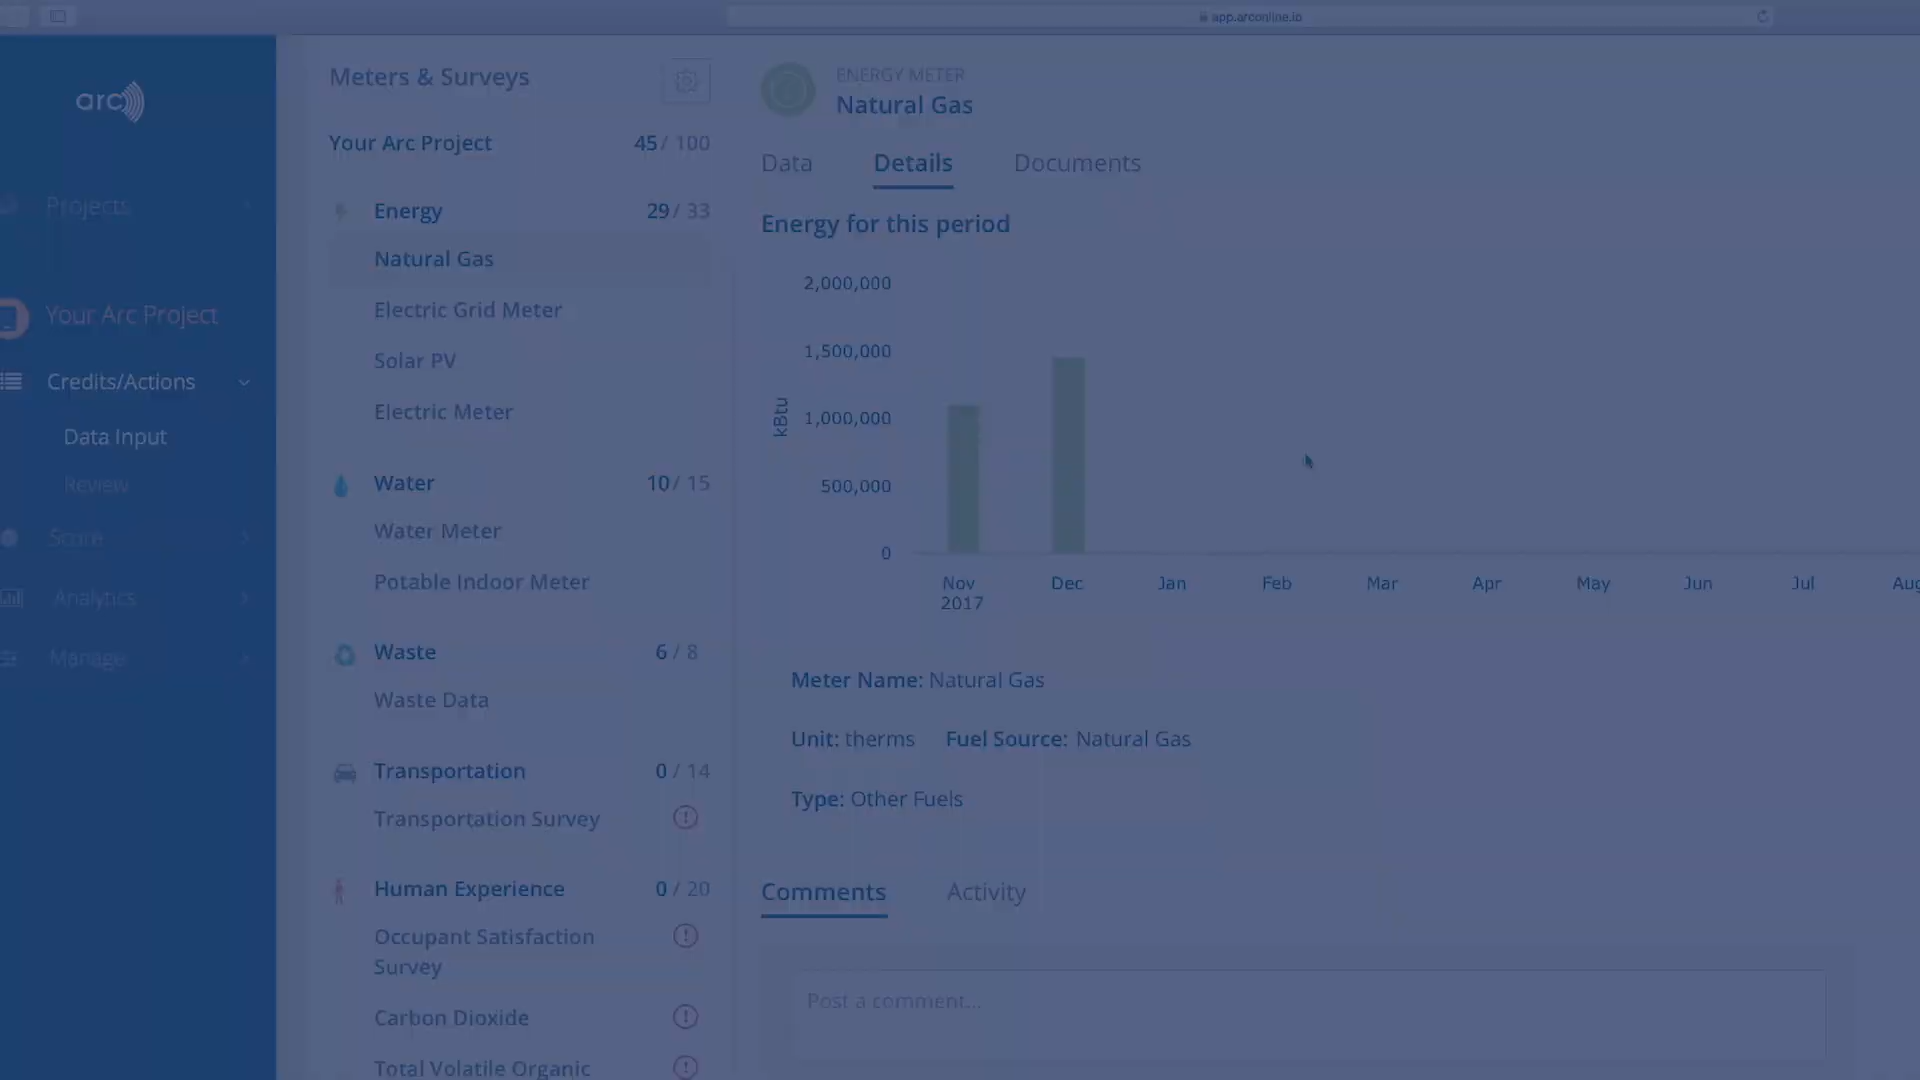 app.arconline.io
arc
Projects
Your Arc Project
Credits/Actions
Data Input
Review
Score
Analytics
Manage
Meters & Surveys
Your Arc Project 45 / 100
Energy 29 / 33
Natural Gas
Electric Grid Meter
Solar PV
Electric Meter
Water 10 / 15
Water Meter
Potable Indoor Meter
Waste 6 / 8
Waste Data
Transportation 0 / 14
Transportation Survey
Human Experience 0 / 20
Occupant Satisfaction
Survey
Carbon Dioxide
Total Volatile Organic
ENERGY METER
Natural Gas
Data Details Documents
Energy for this period
kBtu
2,000,000
1,500,000
1,000,000
500,000
0
Nov Dec Jan Feb Mar Apr May Jun Jul Aug
2017
Meter Name: Natural Gas
Unit: therms Fuel Source: Natural Gas
Type: Other Fuels
Comments Activity
Post a comment...